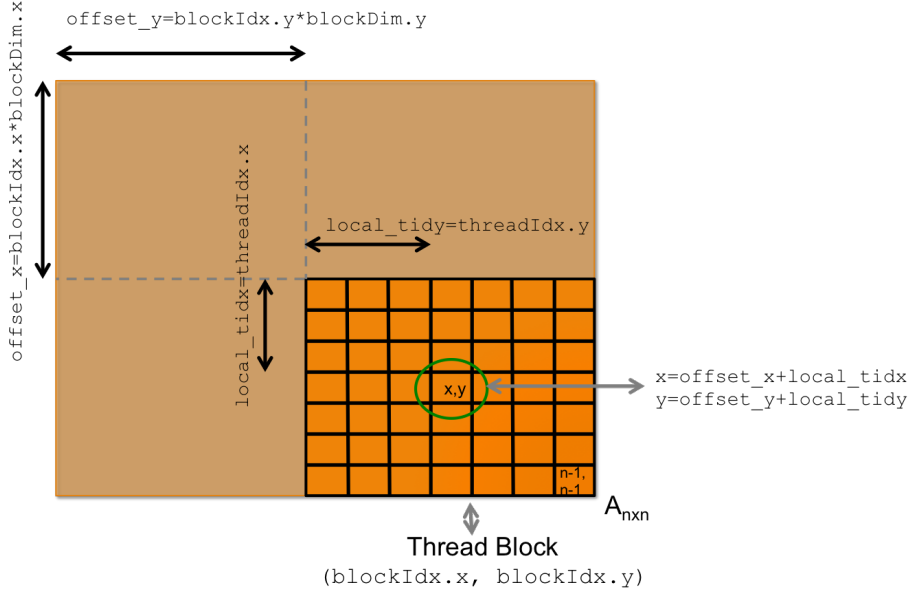 offset_y=blockIdx.y*blockDim.y
offset_x=blockIdx.x*blockDim.x
local_tidx=threadIdx.x
local_tidy=threadIdx.y
x,y
x=offset_x+local_tidx
y=offset_y+local_tidy
n-1,
n-1
Anxn
Thread Block
(blockIdx.x, blockIdx.y)